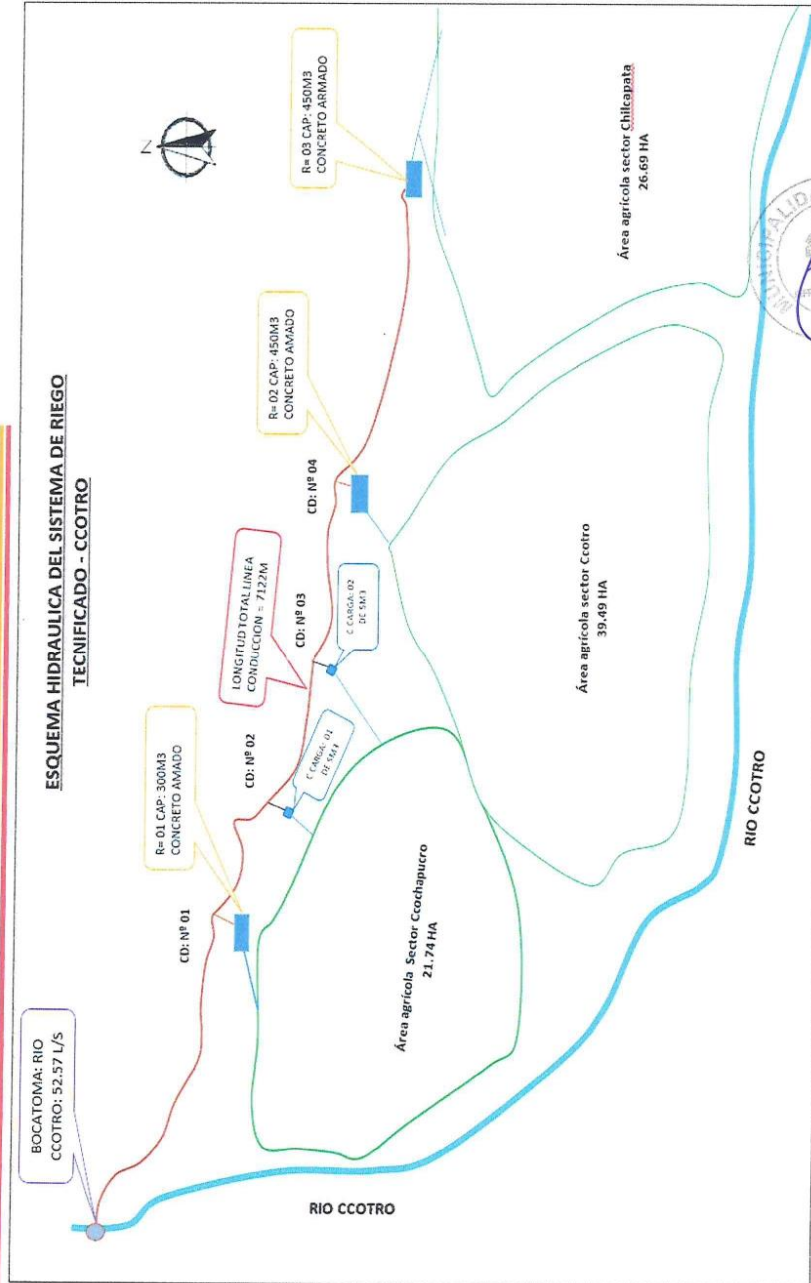 ESQUEMA HIDRAULICA DEL SISTEMA DE RIEGO
TECNIFICADO - CCOTRO
BOCATOMA: RIO
CCOTRO: 52.57 L/S
R= 01 CAP: 300M3
CONCRETO AMADO
LONGITUD TOTAL LINEA
CONDUCCION = 7122M
R= 02 CAP: 450M3
CONCRETO AMADO
R= 03 CAP: 450M3
CONCRETO ARMADO
N
CD: Nº 01
CD: Nº 02
CD: Nº 03
CD: Nº 04
C CARGA: 01
DE 5M3
C CARGA: 02
DE 5M3
Área agrícola Sector Ccochapucro
21.74 HA
Área agrícola sector Ccotro
39.49 HA
Área agrícola sector Chilcapata
26.69 HA
RIO CCOTRO
RIO CCOTRO